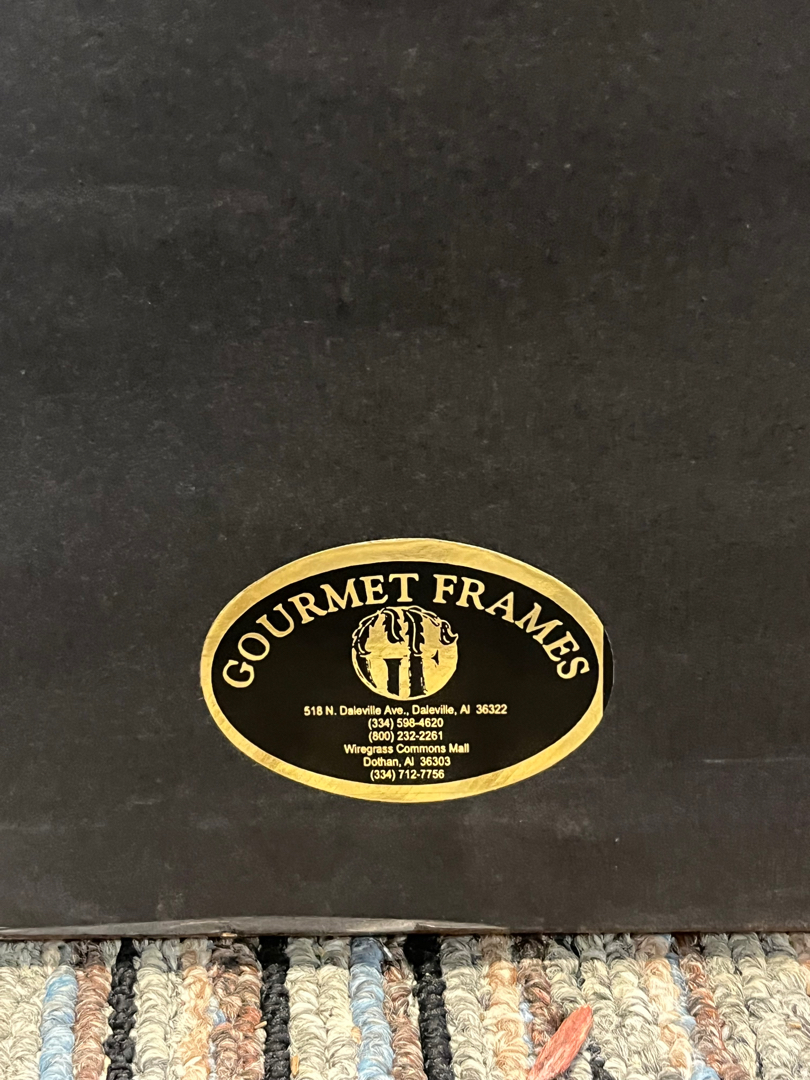 GOURMET FRAMES
518 N. Daleville Ave., Daleville, Al 36322
(334) 598-4620
(800) 232-2261
Wiregrass Commons Mall
Dothan, Al 36303
(334) 712-7756